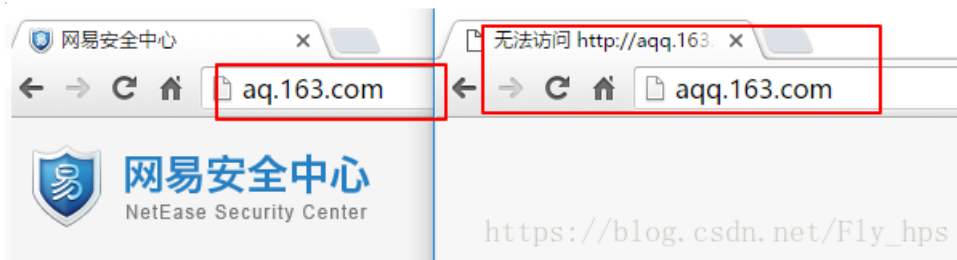 网易安全中心
aq.163.com
易
网易安全中心
NetEase Security Center
无法访问 http://aqq.163.
aqq.163.com
https://blog.csdn.net/Fly_hps